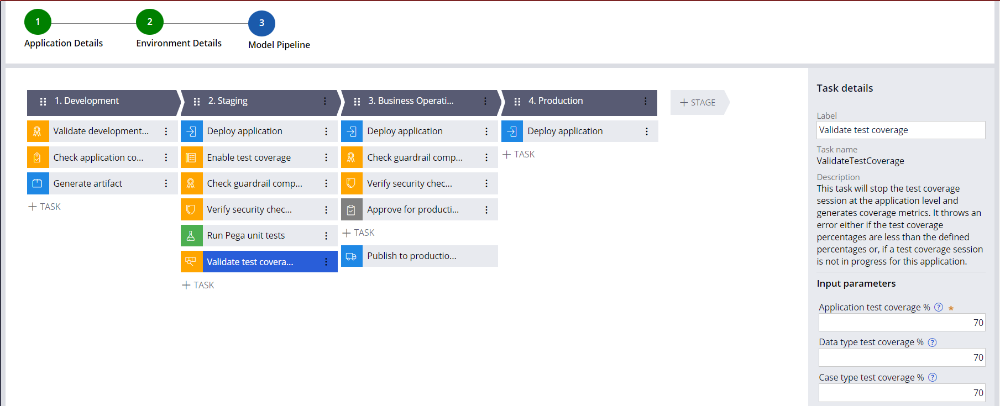 1
2
3
Application Details
Environment Details
Model Pipeline
1. Development
2. Staging
3. Business Operati...
4. Production
+ STAGE
Validate development...
Check application co...
Generate artifact
+ TASK
Deploy application
Enable test coverage
Check guardrail comp...
Verify security chec...
Run Pega unit tests
Validate test covera...
+ TASK
Deploy application
Check guardrail comp...
Verify security chec...
Approve for producti...
+ TASK
Publish to productio...
Deploy application
+ TASK
Task details
Label
Validate test coverage
Task name
ValidateTestCoverage
Description
This task will stop the test coverage
session at the application level and
generates coverage metrics. It throws an
error either if the test coverage
percentages are less than the defined
percentages or, if a test coverage session
is not in progress for this application.
Input parameters
Application test coverage % ? *
70
Data type test coverage % ?
70
Case type test coverage % ?
70